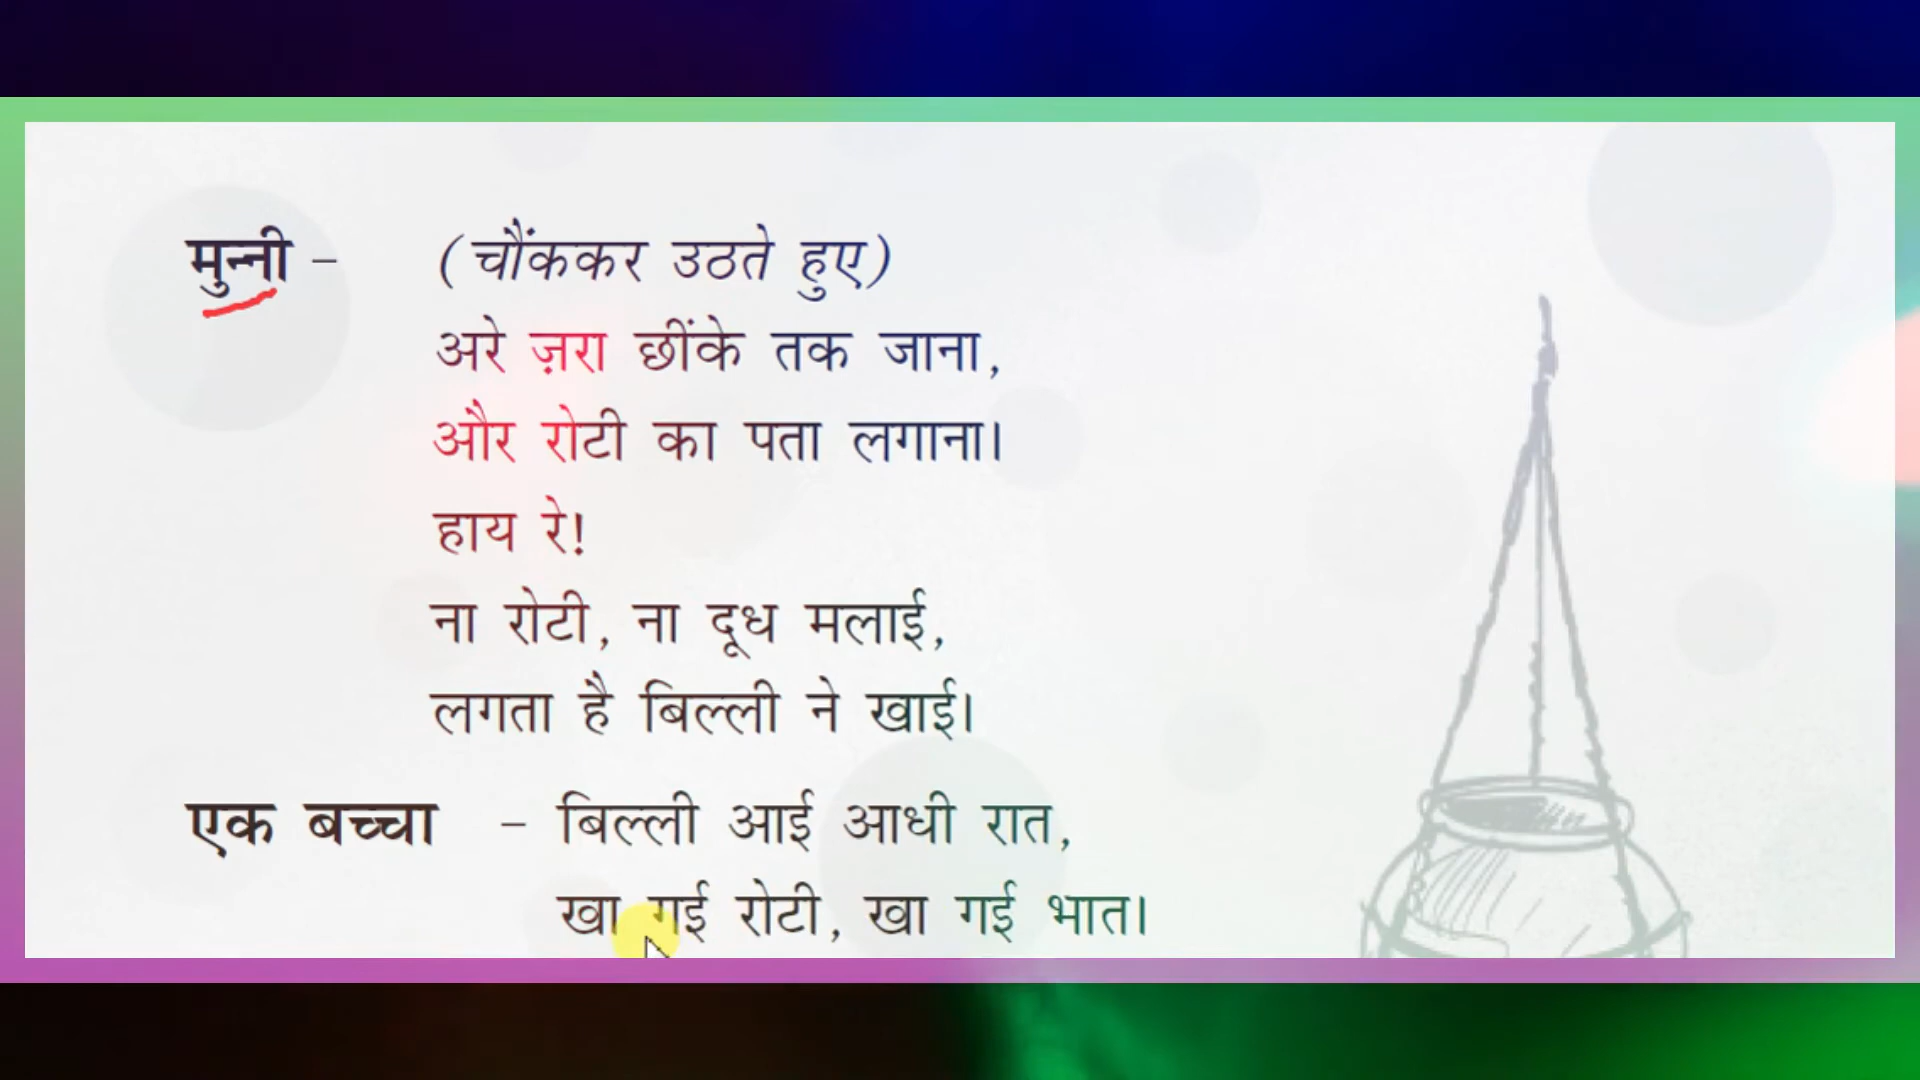 मुन्नी – (चौंककर उठते हुए)
अरे ज़रा छींके तक जाना,
और रोटी का पता लगाना।
हाय रे!
ना रोटी, ना दूध मलाई,
लगता है बिल्ली ने खाई।
एक बच्चा – बिल्ली आई आधी रात,
खा गई रोटी, खा गई भात।